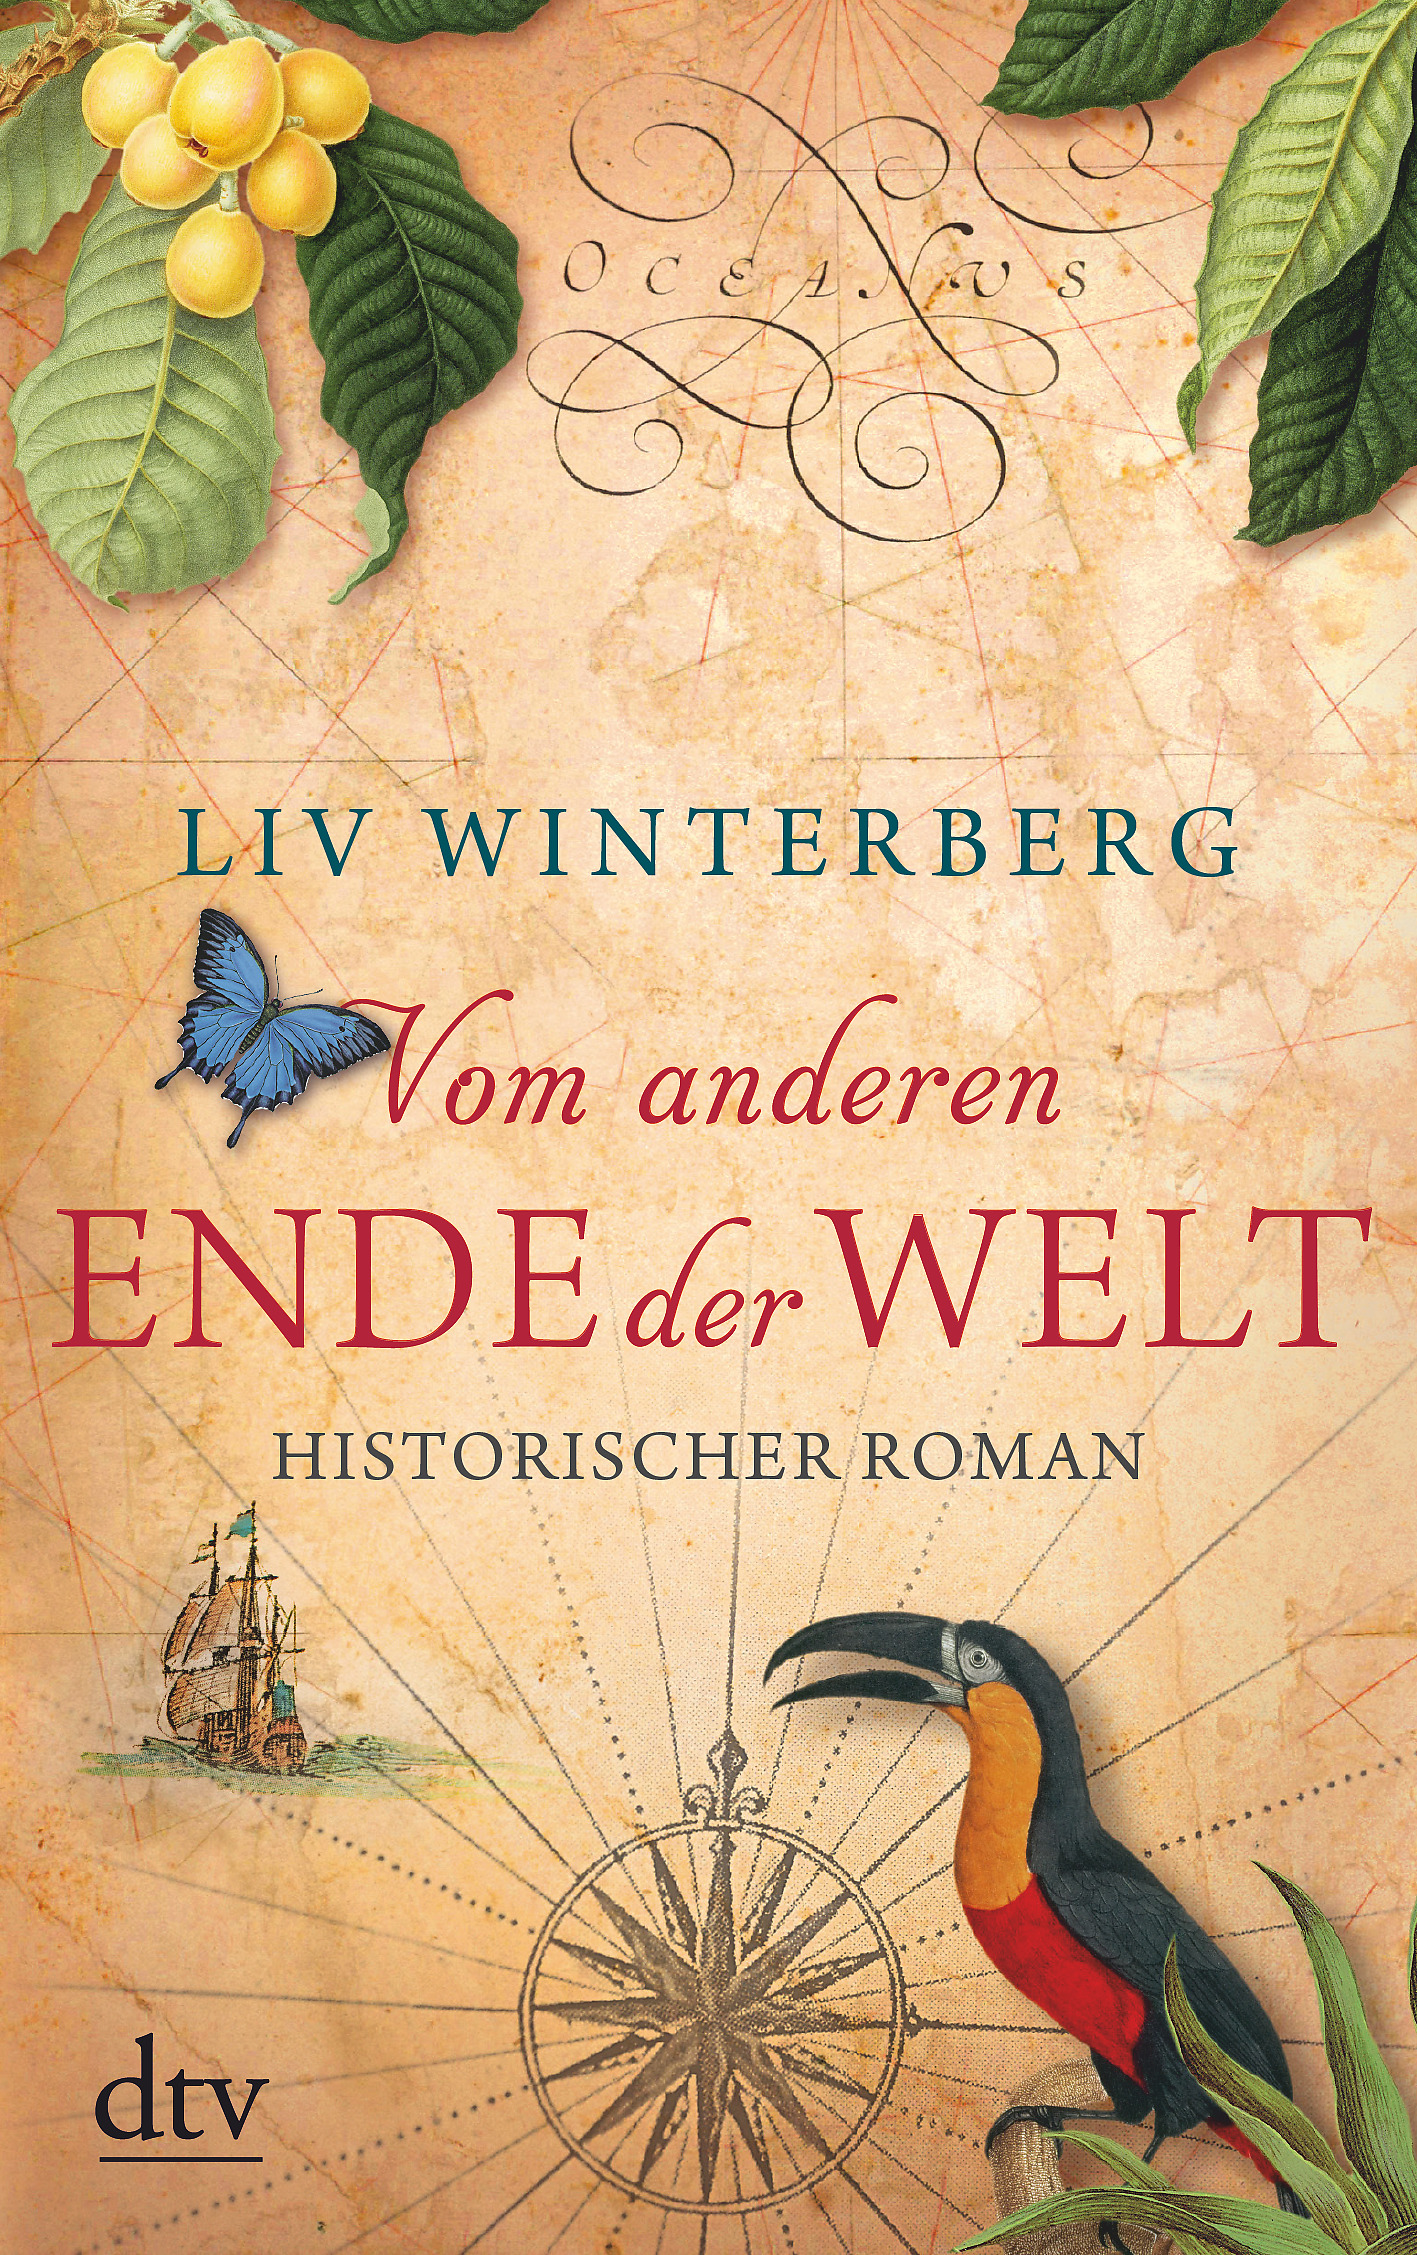 OCEANVS
LIV WINTERBERG
Vom anderen
ENDE der WELT
HISTORISCHER ROMAN
dtv